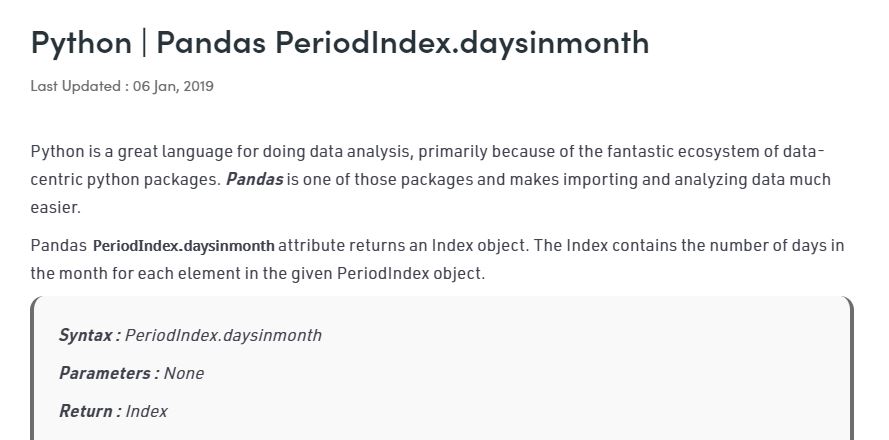 Python | Pandas PeriodIndex.daysinmonth
Last Updated : 06 Jan, 2019
Python is a great language for doing data analysis, primarily because of the fantastic ecosystem of data-
centric python packages. Pandas is one of those packages and makes importing and analyzing data much
easier.
Pandas PeriodIndex.daysinmonth attribute returns an Index object. The Index contains the number of days in
the month for each element in the given PeriodIndex object.
Syntax : PeriodIndex.daysinmonth
Parameters : None
Return : Index